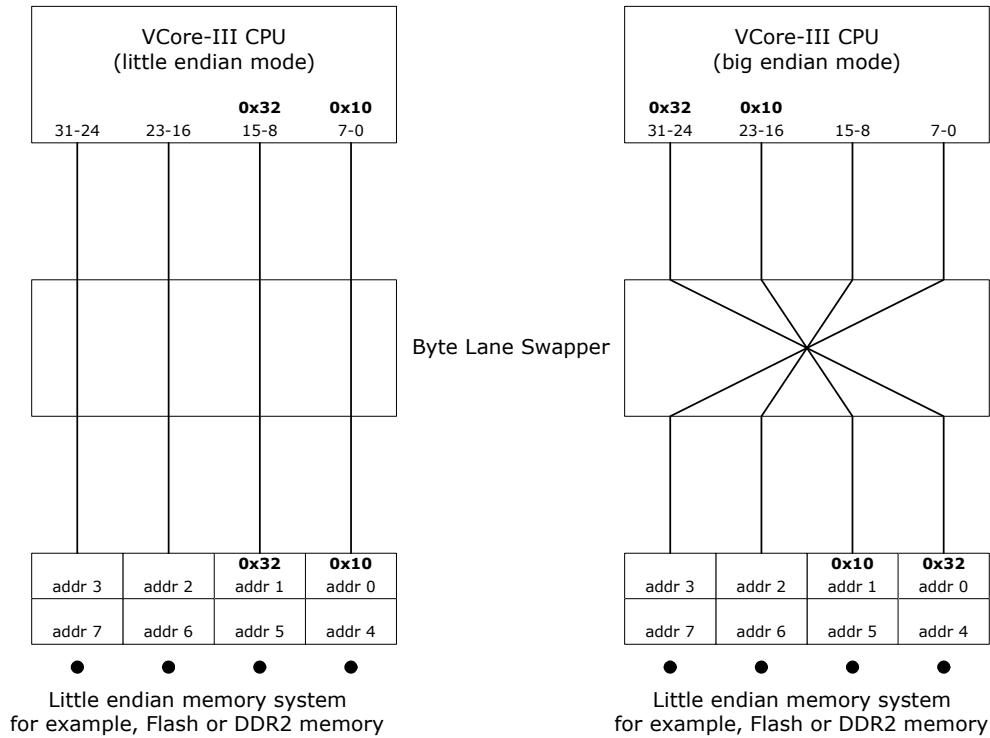 VCore-III CPU
(little endian mode)
0x32 0x10
31-24 23-16 15-8 7-0
VCore-III CPU
(big endian mode)
0x32 0x10
31-24 23-16 15-8 7-0
Byte Lane Swapper
0x32 0x10
addr 3 addr 2 addr 1 addr 0
addr 7 addr 6 addr 5 addr 4
Little endian memory system
for example, Flash or DDR2 memory
0x10 0x32
addr 3 addr 2 addr 1 addr 0
addr 7 addr 6 addr 5 addr 4
Little endian memory system
for example, Flash or DDR2 memory